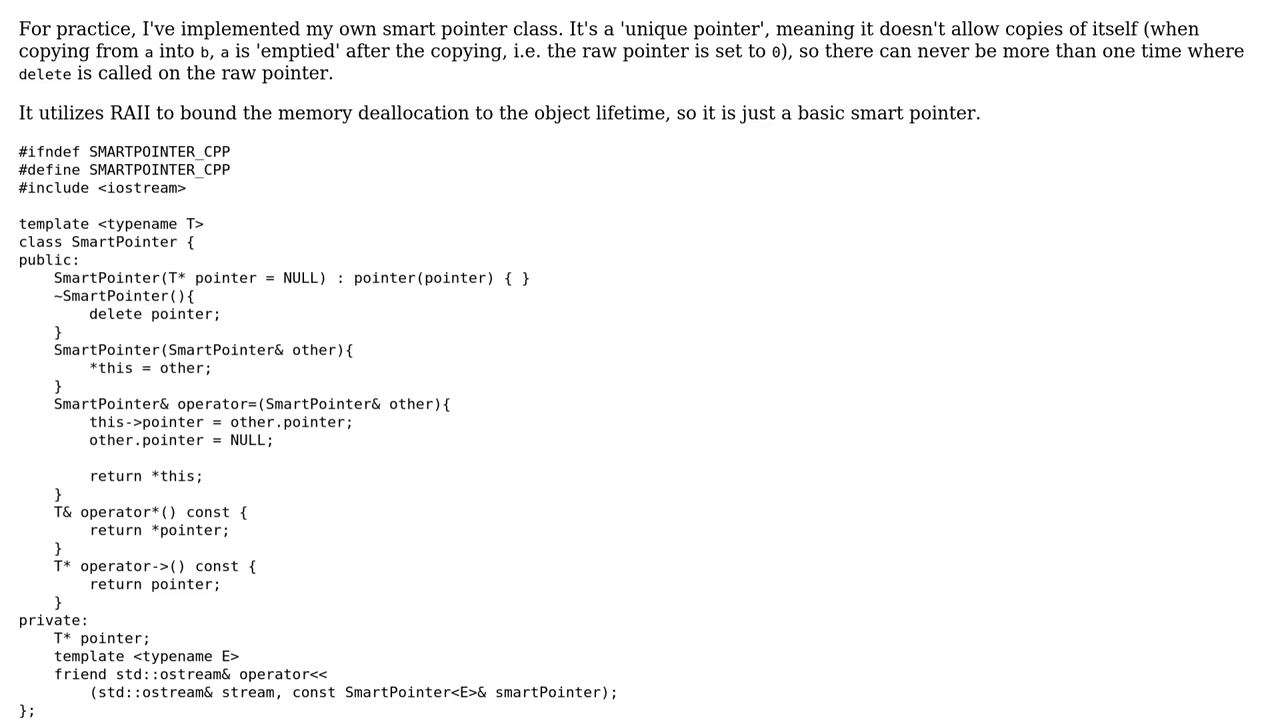 For practice, I've implemented my own smart pointer class. It's a 'unique pointer', meaning it doesn't allow copies of itself (when
copying from a into b, a is 'emptied' after the copying, i.e. the raw pointer is set to 0), so there can never be more than one time where
delete is called on the raw pointer.
It utilizes RAII to bound the memory deallocation to the object lifetime, so it is just a basic smart pointer.
#ifndef SMARTPOINTER_CPP
#define SMARTPOINTER_CPP
#include <iostream>
template <typename T>
class SmartPointer {
public:
    SmartPointer(T* pointer = NULL) : pointer(pointer) { }
    ~SmartPointer(){
        delete pointer;
    }
    SmartPointer(SmartPointer& other){
        *this = other;
    }
    SmartPointer& operator=(SmartPointer& other){
        this->pointer = other.pointer;
        other.pointer = NULL;
        return *this;
    }
    T& operator*() const {
        return *pointer;
    }
    T* operator->() const {
        return pointer;
    }
private:
    T* pointer;
    template <typename E>
    friend std::ostream& operator<<
        (std::ostream& stream, const SmartPointer<E>& smartPointer);
};